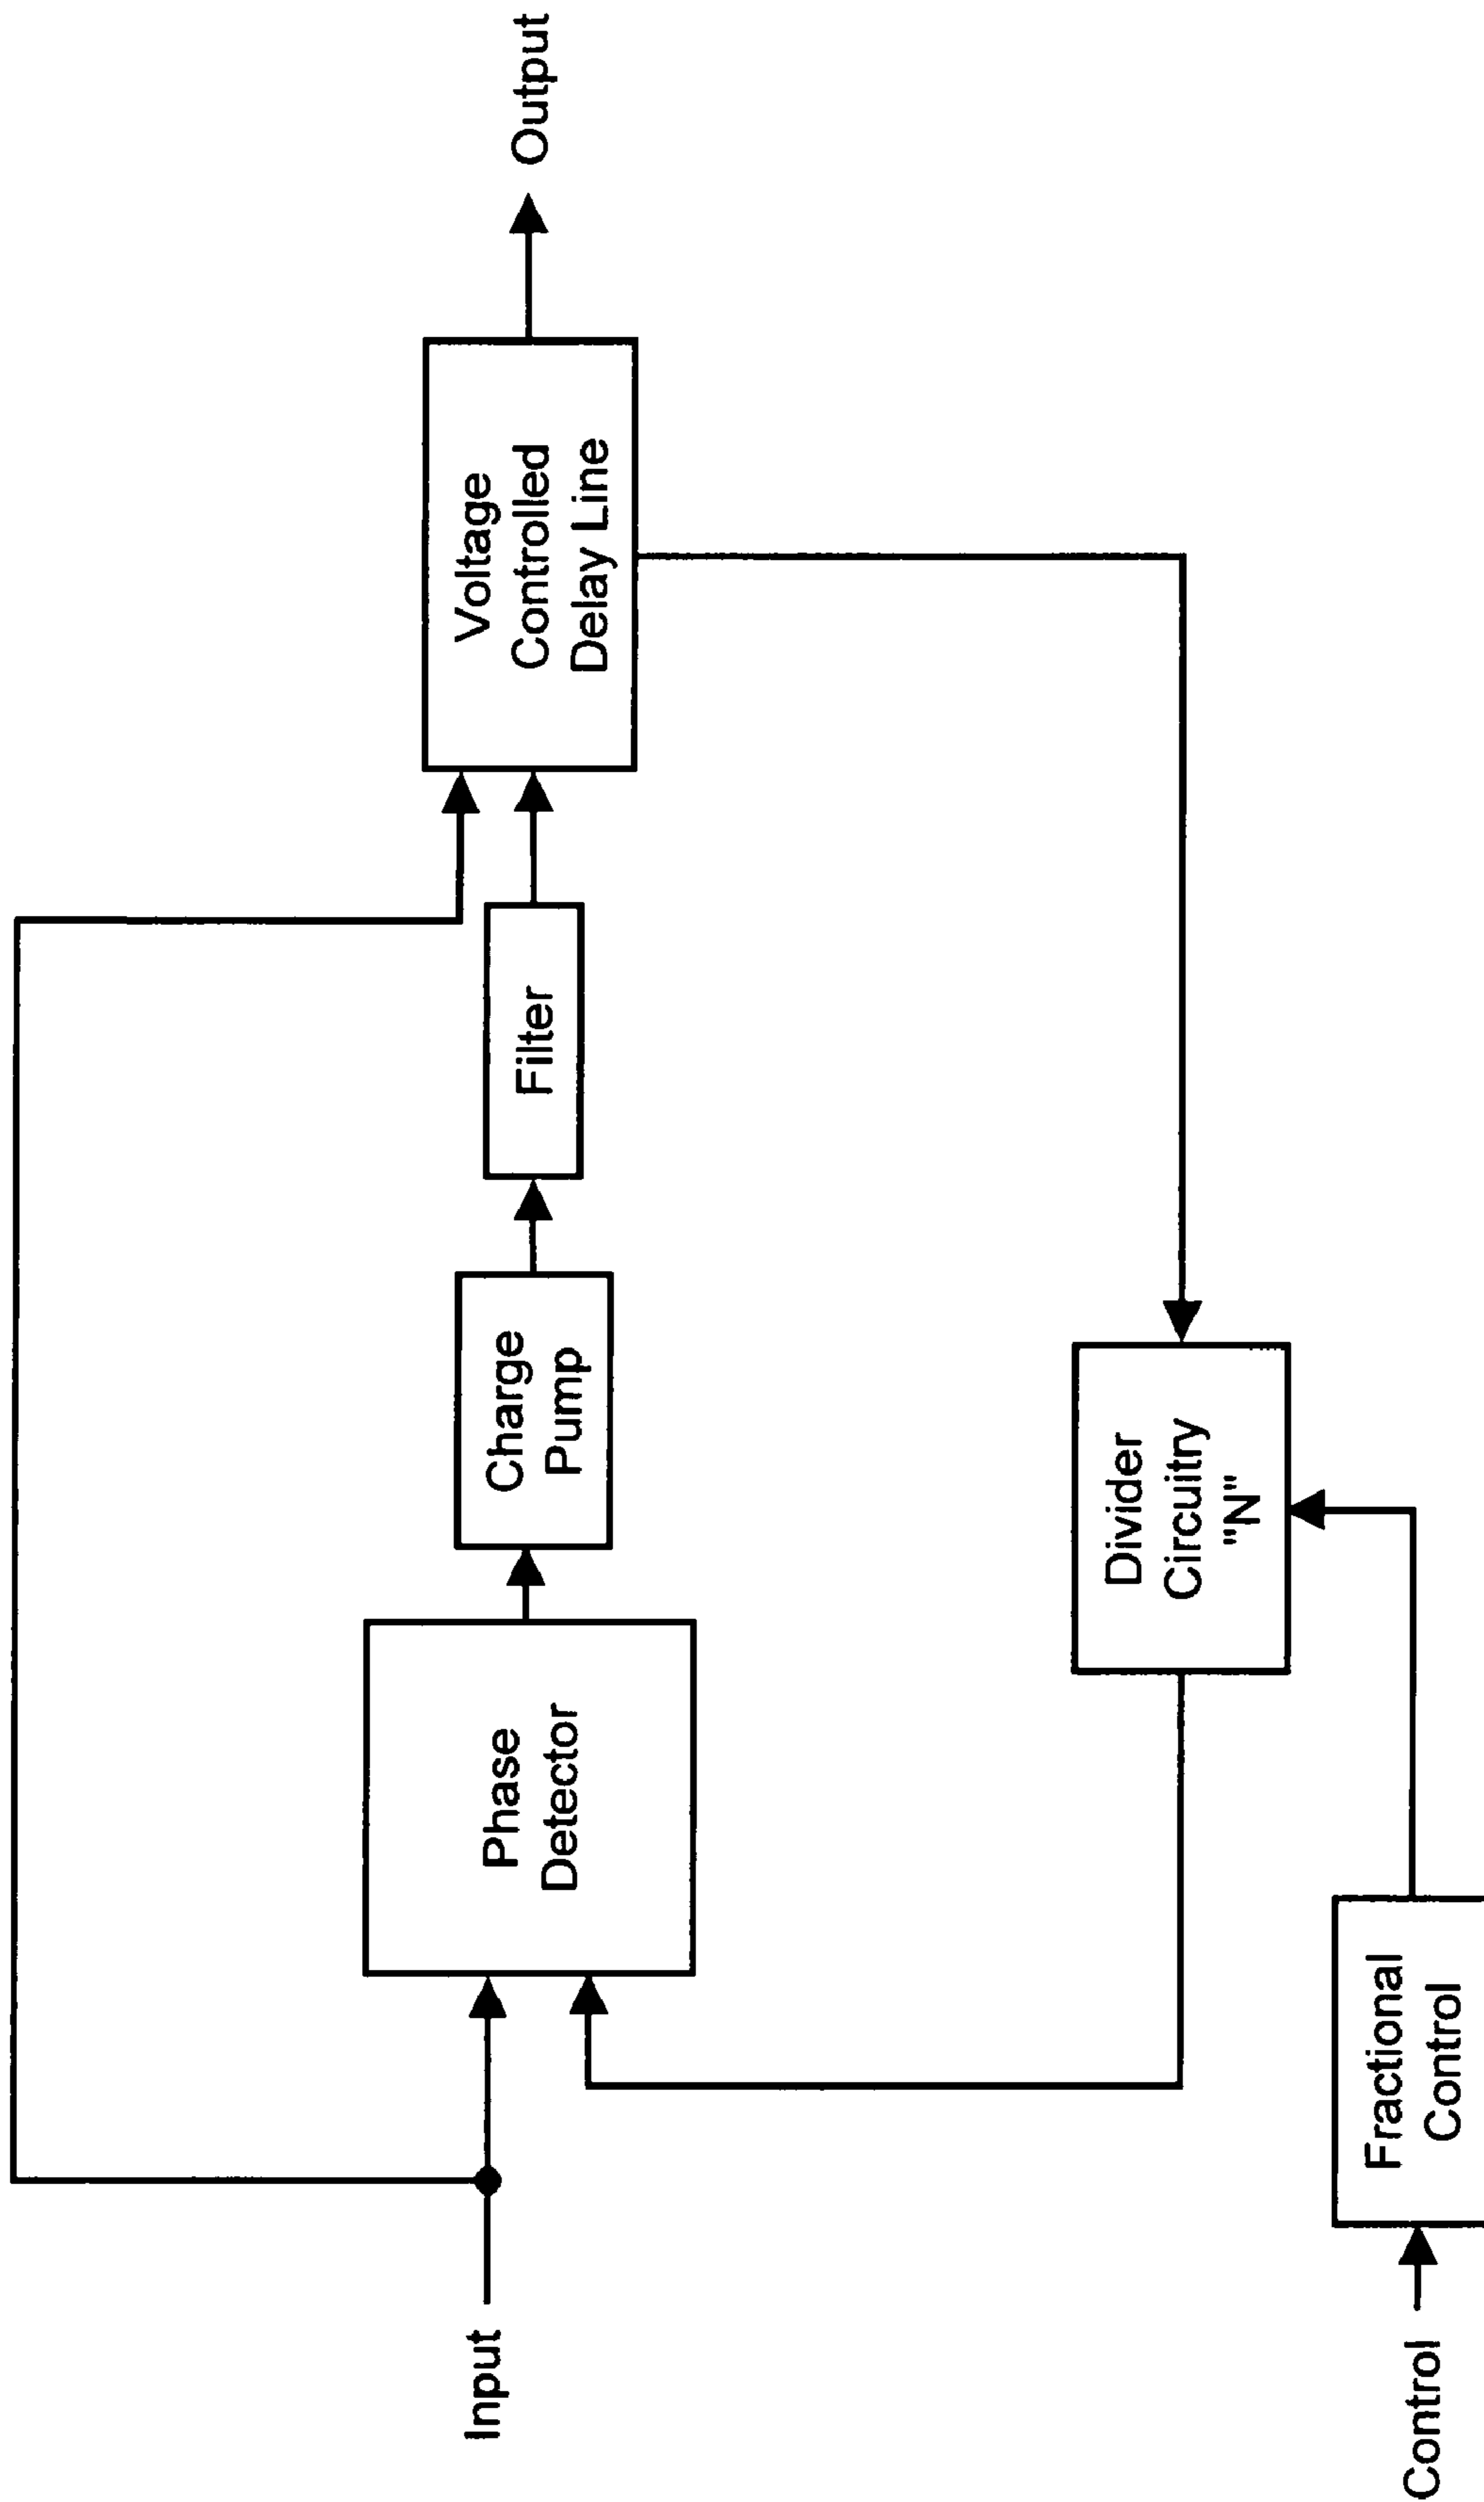 Input
Phase
Detector
Charge
Pump
Filter
Voltage
Controlled
Delay Line
Output
Divider
Circuitry
"N"
Control
Fractional
Control